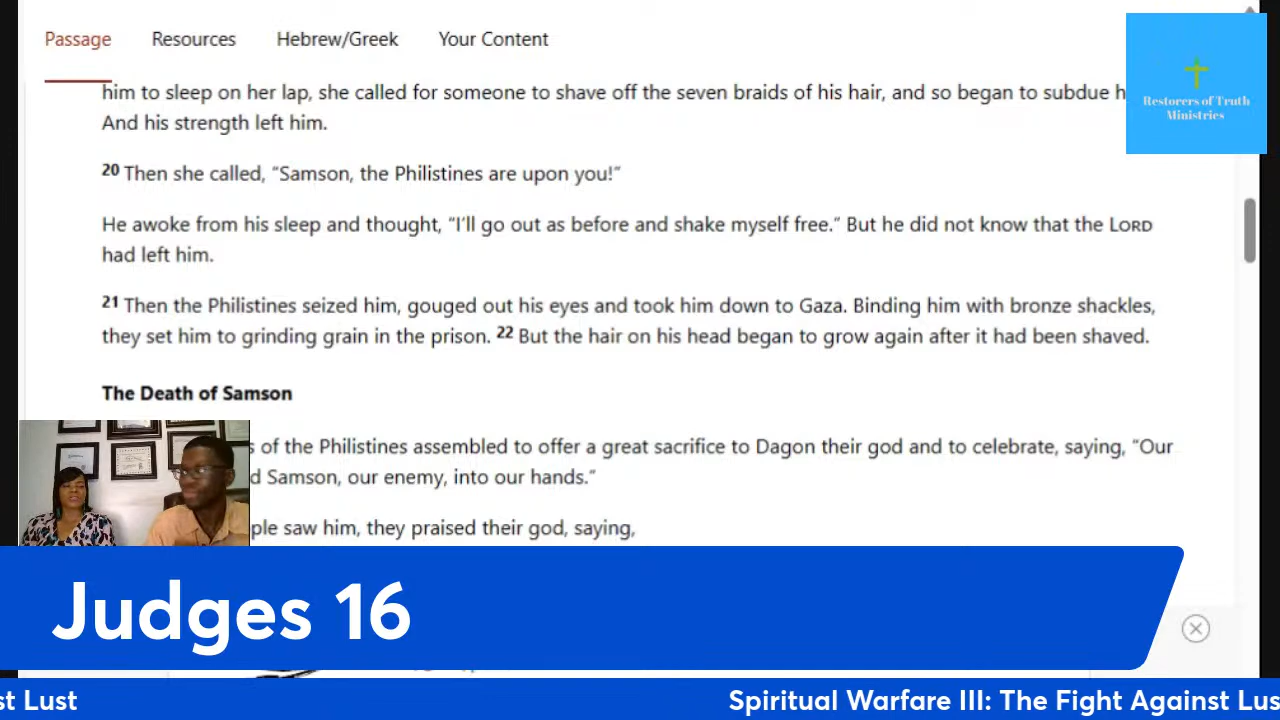 Passage Resources Hebrew/Greek Your Content
Restorers of Truth
Ministries
him to sleep on her lap, she called for someone to shave off the seven braids of his hair, and so began to subdue
And his strength left him.
20 Then she called, “Samson, the Philistines are upon you!”
He awoke from his sleep and thought, “I’ll go out as before and shake myself free.” But he did not know that the LORD
had left him.
21 Then the Philistines seized him, gouged out his eyes and took him down to Gaza. Binding him with bronze shackles,
they set him to grinding grain in the prison. 22 But the hair on his head began to grow again after it had been shaved.
The Death of Samson
of the Philistines assembled to offer a great sacrifice to Dagon their god and to celebrate, saying, “Our
Samson, our enemy, into our hands.”
saw him, they praised their god, saying,
Judges 16
st Lust Spiritual Warfare III: The Fight Against Lus